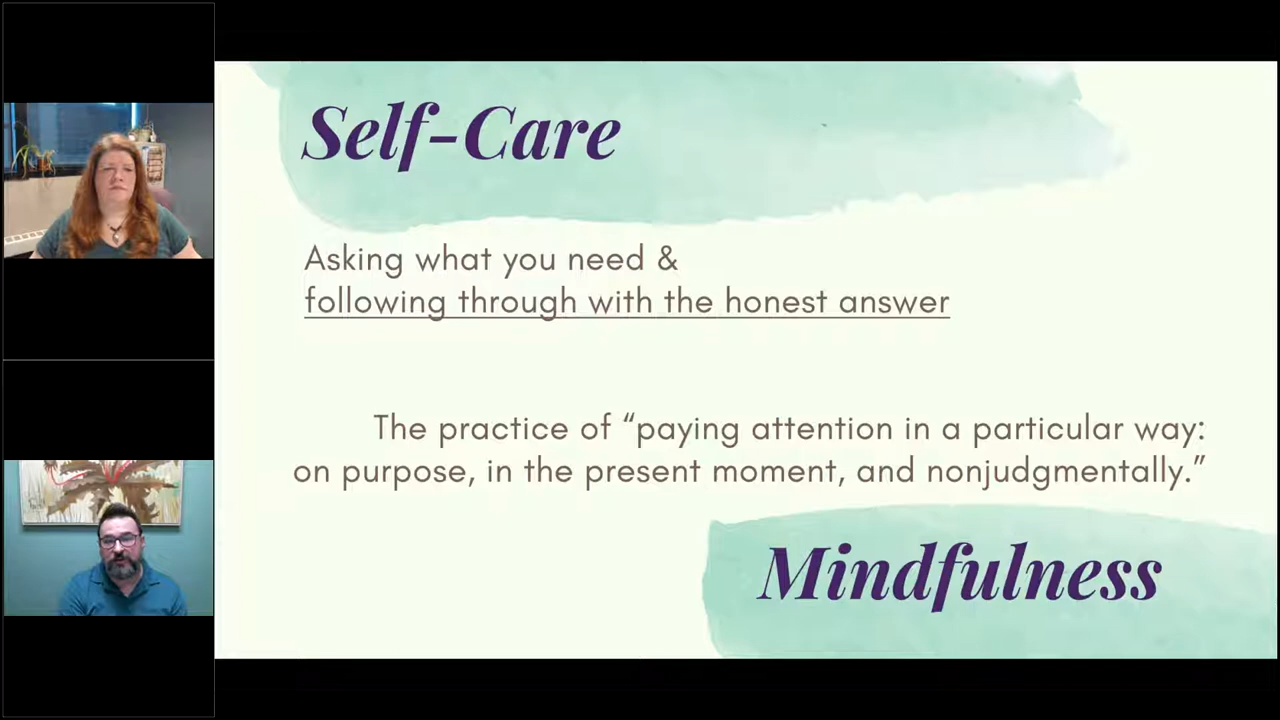 Self-Care
Asking what you need &
following through with the honest answer
The practice of “paying attention in a particular way:
on purpose, in the present moment, and nonjudgmentally.”
Mindfulness